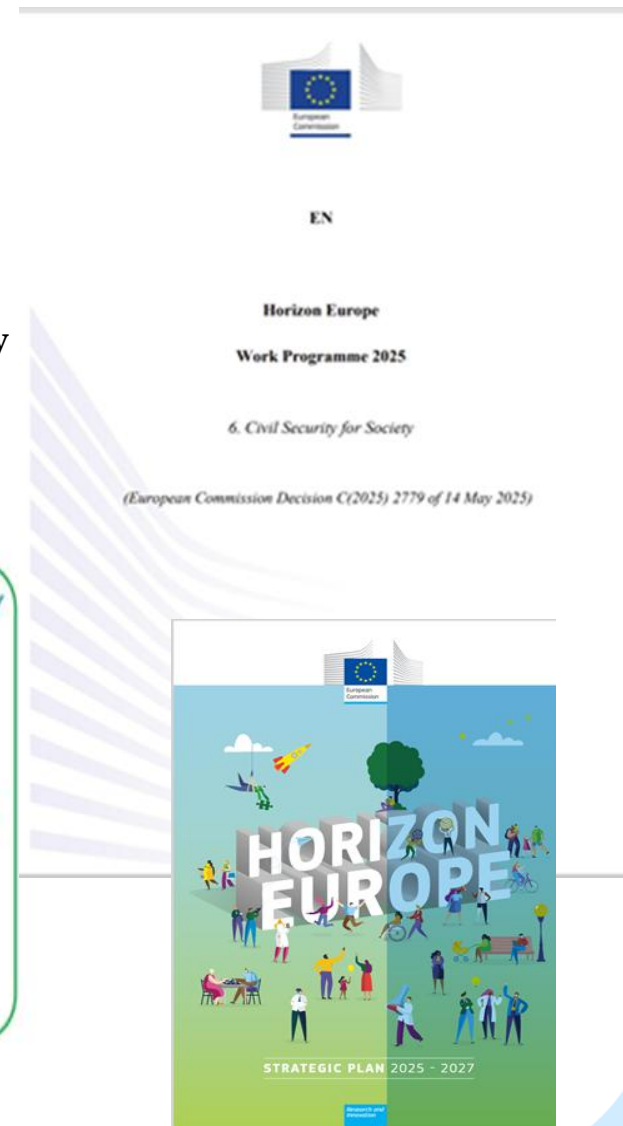 European
Commission
EN
Horizon Europe
y
Work Programme 2025
6. Civil Security for Society
(European Commission Decision C(2025) 2779 of 14 May 2025)
European
Commission
HORIZON
EUROPE
STRATEGIC PLAN 2025 - 2027
Research and
Innovation